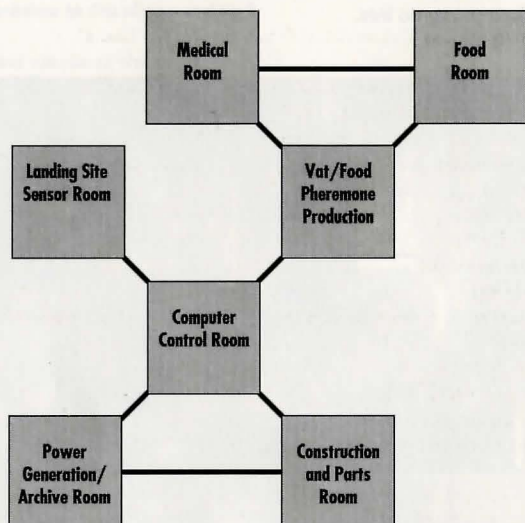 Medical
Room
Food
Room
Landing Site
Sensor Room
Vat/Food
Pheremone
Production
Computer
Control Room
Power
Generation/
Archive Room
Construction
and Parts
Room